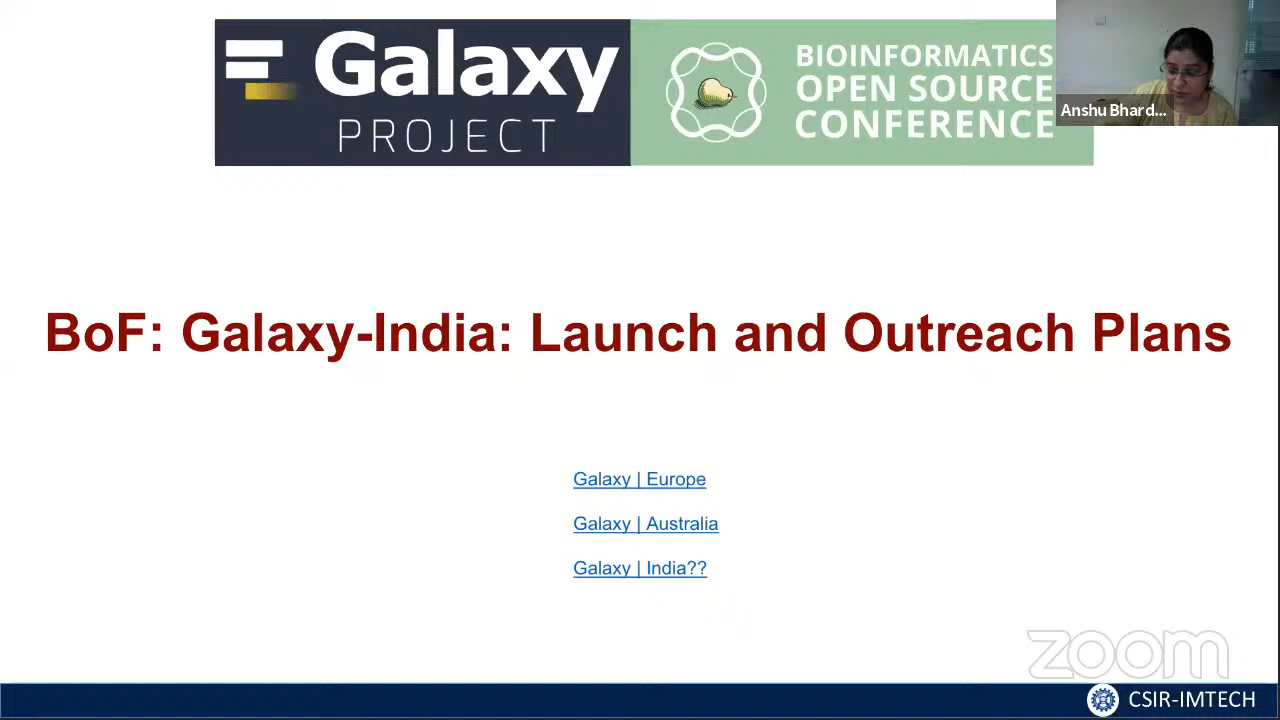 Galaxy
PROJECT
BIOINFORMATICS
OPEN SOURCE
CONFERENCE
Anshu Bhard...
BoF: Galaxy-India: Launch and Outreach Plans
Galaxy | Europe
Galaxy | Australia
Galaxy | India??
zoom
CSIR-IMTECH